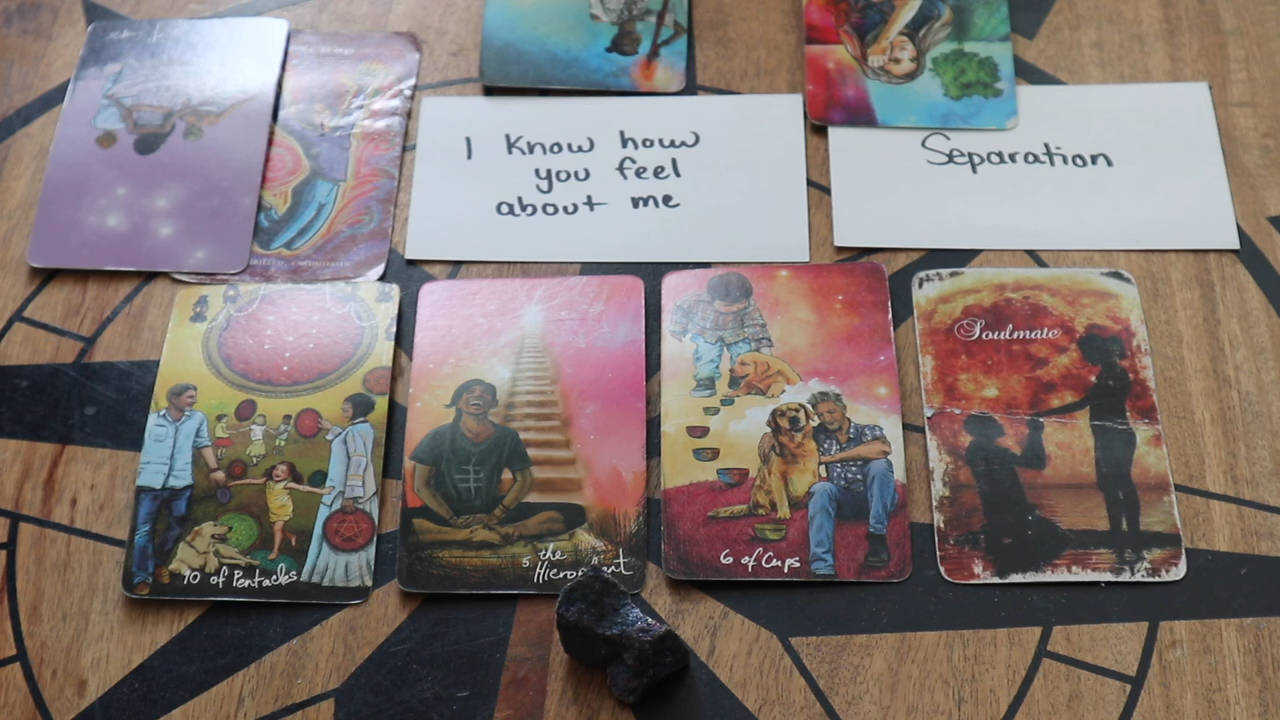 I Know how
you feel
about me
Separation
Soulmate
10 of Pentacles
5. the
Hierophant
6 of Cups